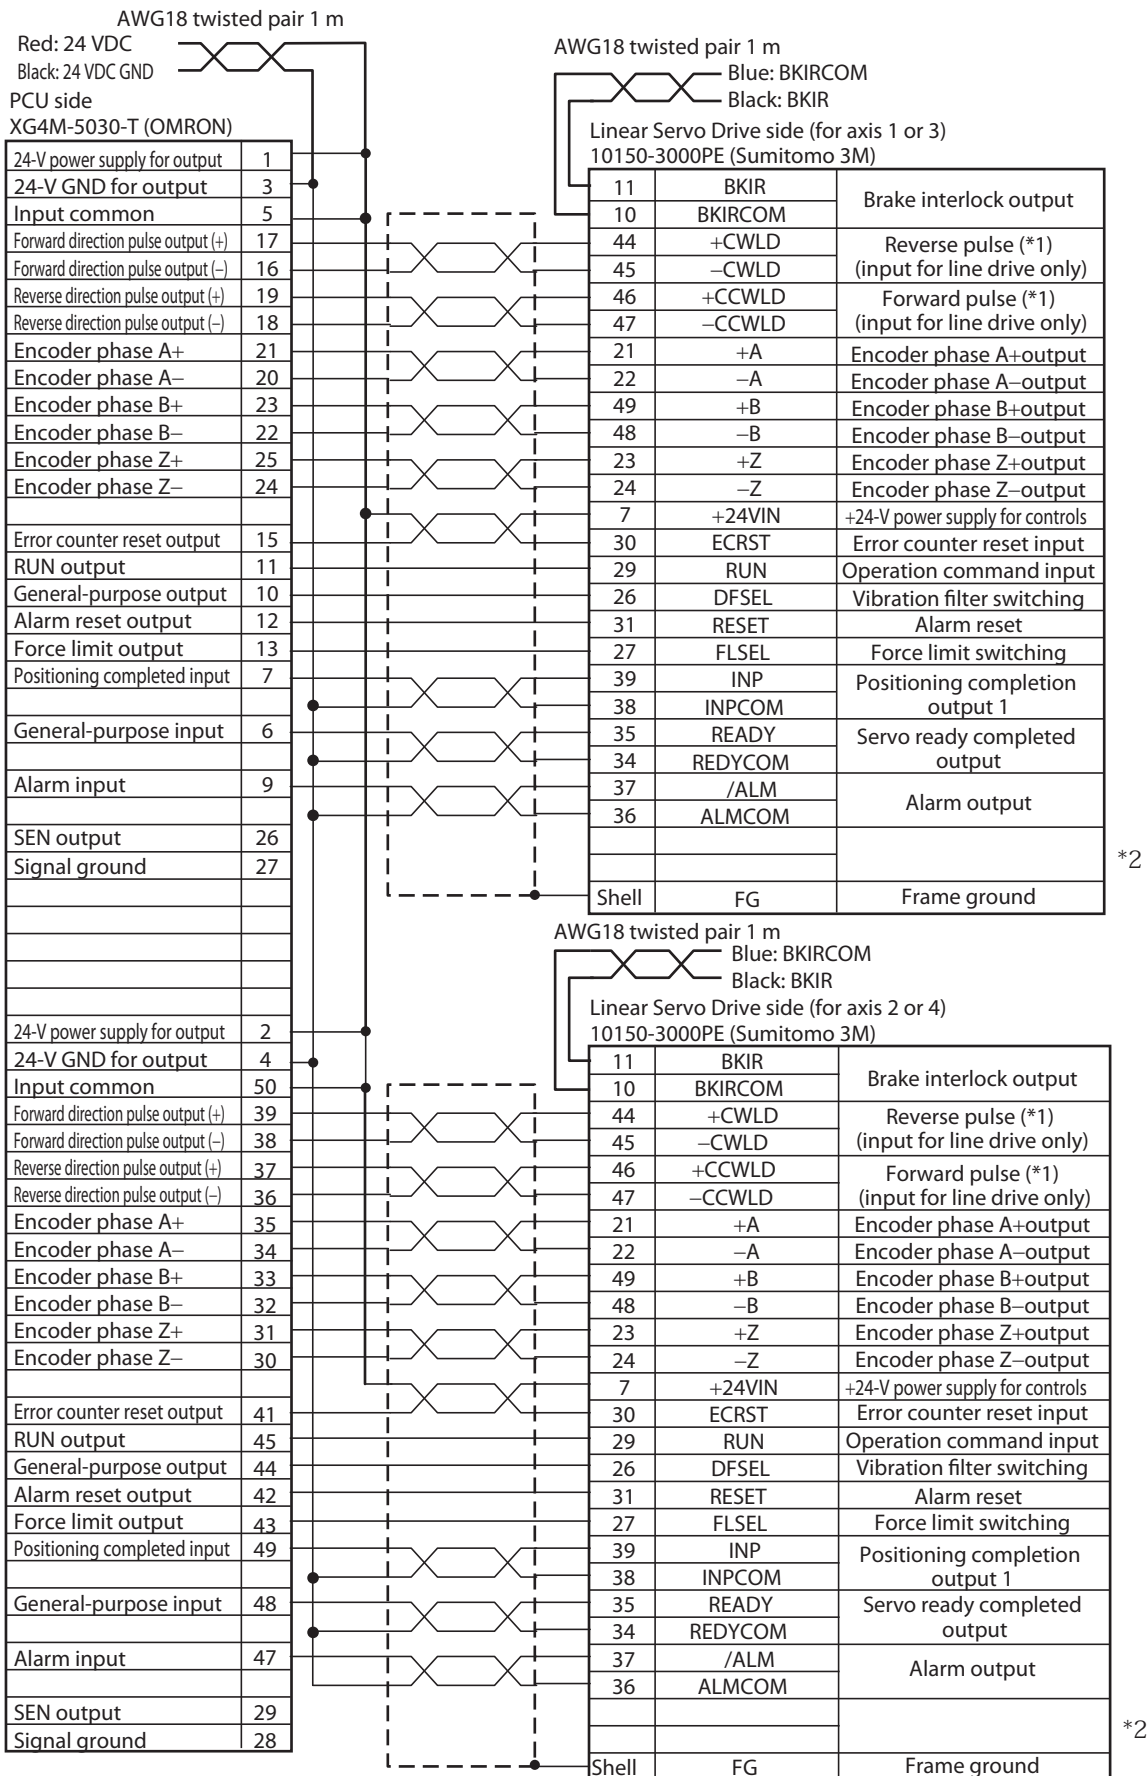 AWG18 twisted pair 1 m
Red: 24 VDC
Black: 24 VDC GND
PCU side
XG4M-5030-T (OMRON)
24-V power supply for output 1
24-V GND for output 3
Input common 5
Forward direction pulse output (+) 17
Forward direction pulse output (−) 16
Reverse direction pulse output (+) 19
Reverse direction pulse output (−) 18
Encoder phase A+ 21
Encoder phase A− 20
Encoder phase B+ 23
Encoder phase B− 22
Encoder phase Z+ 25
Encoder phase Z− 24
Error counter reset output 15
RUN output 11
General-purpose output 10
Alarm reset output 12
Force limit output 13
Positioning completed input 7
General-purpose input 6
Alarm input 9
SEN output 26
Signal ground 27
24-V power supply for output 2
24-V GND for output 4
Input common 50
Forward direction pulse output (+) 39
Forward direction pulse output (−) 38
Reverse direction pulse output (+) 37
Reverse direction pulse output (−) 36
Encoder phase A+ 35
Encoder phase A− 34
Encoder phase B+ 33
Encoder phase B− 32
Encoder phase Z+ 31
Encoder phase Z− 30
Error counter reset output 41
RUN output 45
General-purpose output 44
Alarm reset output 42
Force limit output 43
Positioning completed input 49
General-purpose input 48
Alarm input 47
SEN output 29
Signal ground 28
AWG18 twisted pair 1 m
Blue: BKIRCOM
Black: BKIR
Linear Servo Drive side (for axis 1 or 3)
10150-3000PE (Sumitomo 3M)
11 BKIR
Brake interlock output
10 BKIRCOM
44 +CWLD Reverse pulse (*1)
45 −CWLD (input for line drive only)
46 +CCWLD Forward pulse (*1)
47 −CCWLD (input for line drive only)
21 +A Encoder phase A+output
22 −A Encoder phase A−output
49 +B Encoder phase B+output
48 −B Encoder phase B−output
23 +Z Encoder phase Z+output
24 −Z Encoder phase Z−output
7 +24VIN +24-V power supply for controls
30 ECRST Error counter reset input
29 RUN Operation command input
26 DFSEL Vibration filter switching
31 RESET Alarm reset
27 FLSEL Force limit switching
39 INP Positioning completion
38 INPCOM output 1
35 READY Servo ready completed
34 REDYCOM output
37 /ALM
Alarm output
36 ALMCOM
*2
Shell FG Frame ground
AWG18 twisted pair 1 m
Blue: BKIRCOM
Black: BKIR
Linear Servo Drive side (for axis 2 or 4)
10150-3000PE (Sumitomo 3M)
11 BKIR
Brake interlock output
10 BKIRCOM
44 +CWLD Reverse pulse (*1)
45 −CWLD (input for line drive only)
46 +CCWLD Forward pulse (*1)
47 −CCWLD (input for line drive only)
21 +A Encoder phase A+output
22 −A Encoder phase A−output
49 +B Encoder phase B+output
48 −B Encoder phase B−output
23 +Z Encoder phase Z+output
24 −Z Encoder phase Z−output
7 +24VIN +24-V power supply for controls
30 ECRST Error counter reset input
29 RUN Operation command input
26 DFSEL Vibration filter switching
31 RESET Alarm reset
27 FLSEL Force limit switching
39 INP Positioning completion
38 INPCOM output 1
35 READY Servo ready completed
34 REDYCOM output
37 /ALM
Alarm output
36 ALMCOM
*2
Shell FG Frame ground